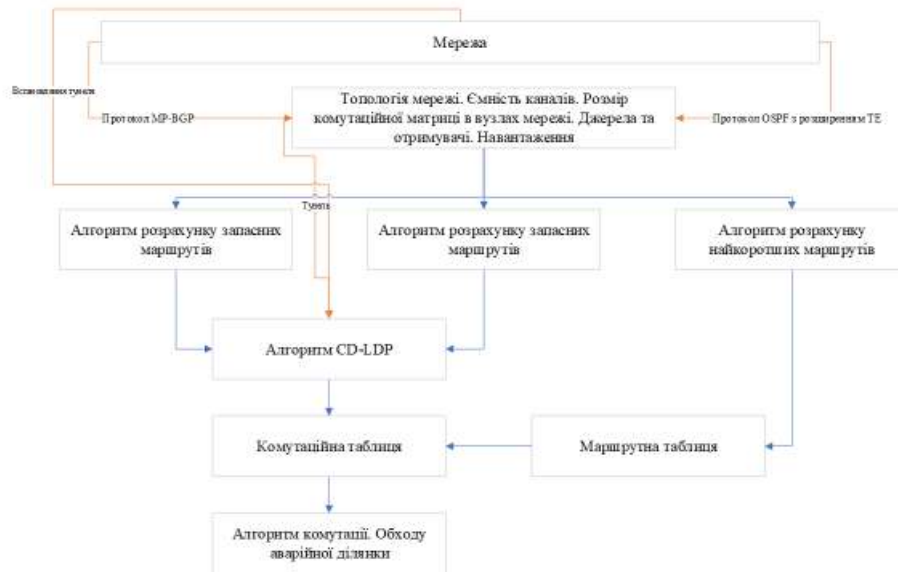 Мережа
Встановлення тунеля
Топологія мережі. Ємність каналів. Розмір
комутаційної матриці в вузлах мережі. Джерела та
отримувачі. Навантаження
Протокол MP-BGP
Протокол OSPF з розширенням TE
Тунель
Алгоритм розрахунку запасних
маршрутів
Алгоритм розрахунку запасних
маршрутів
Алгоритм розрахунку
найкоротших маршрутів
Алгоритм CD-LDP
Комутаційна таблиця
Маршрутна таблиця
Алгоритм комутації. Обходу
аварійної ділянки